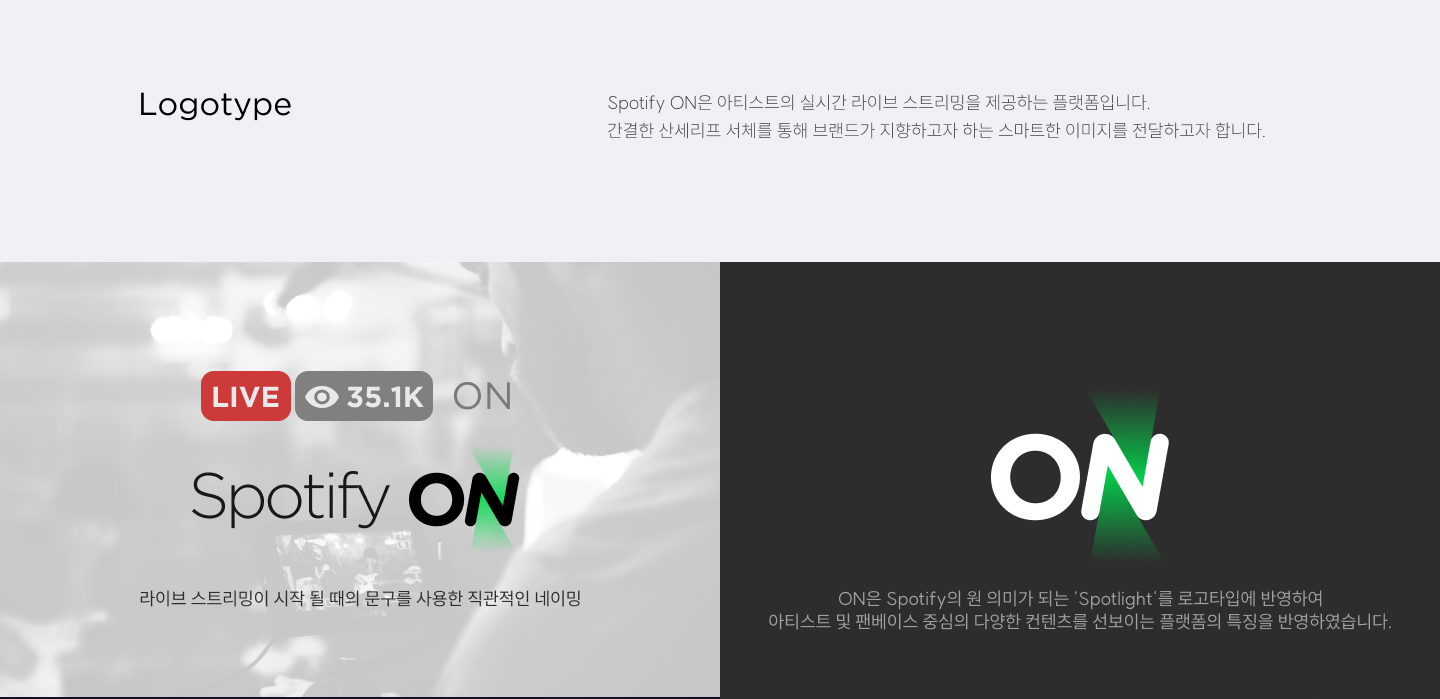 Logotype
Spotify ON은 아티스트의 실시간 라이브 스트리밍을 제공하는 플랫폼입니다.
간결한 산세리프 서체를 통해 브랜드가 지향하고자 하는 스마트한 이미지를 전달하고자 합니다.
LIVE 35.1K ON
Spotify ON
라이브 스트리밍이 시작 될 때의 문구를 사용한 직관적인 네이밍
ON
ON은 Spotify의 원 의미가 되는 ‘Spotlight’를 로고타입에 반영하여
아티스트 및 팬베이스 중심의 다양한 컨텐츠를 선보이는 플랫폼의 특징을 반영하였습니다.